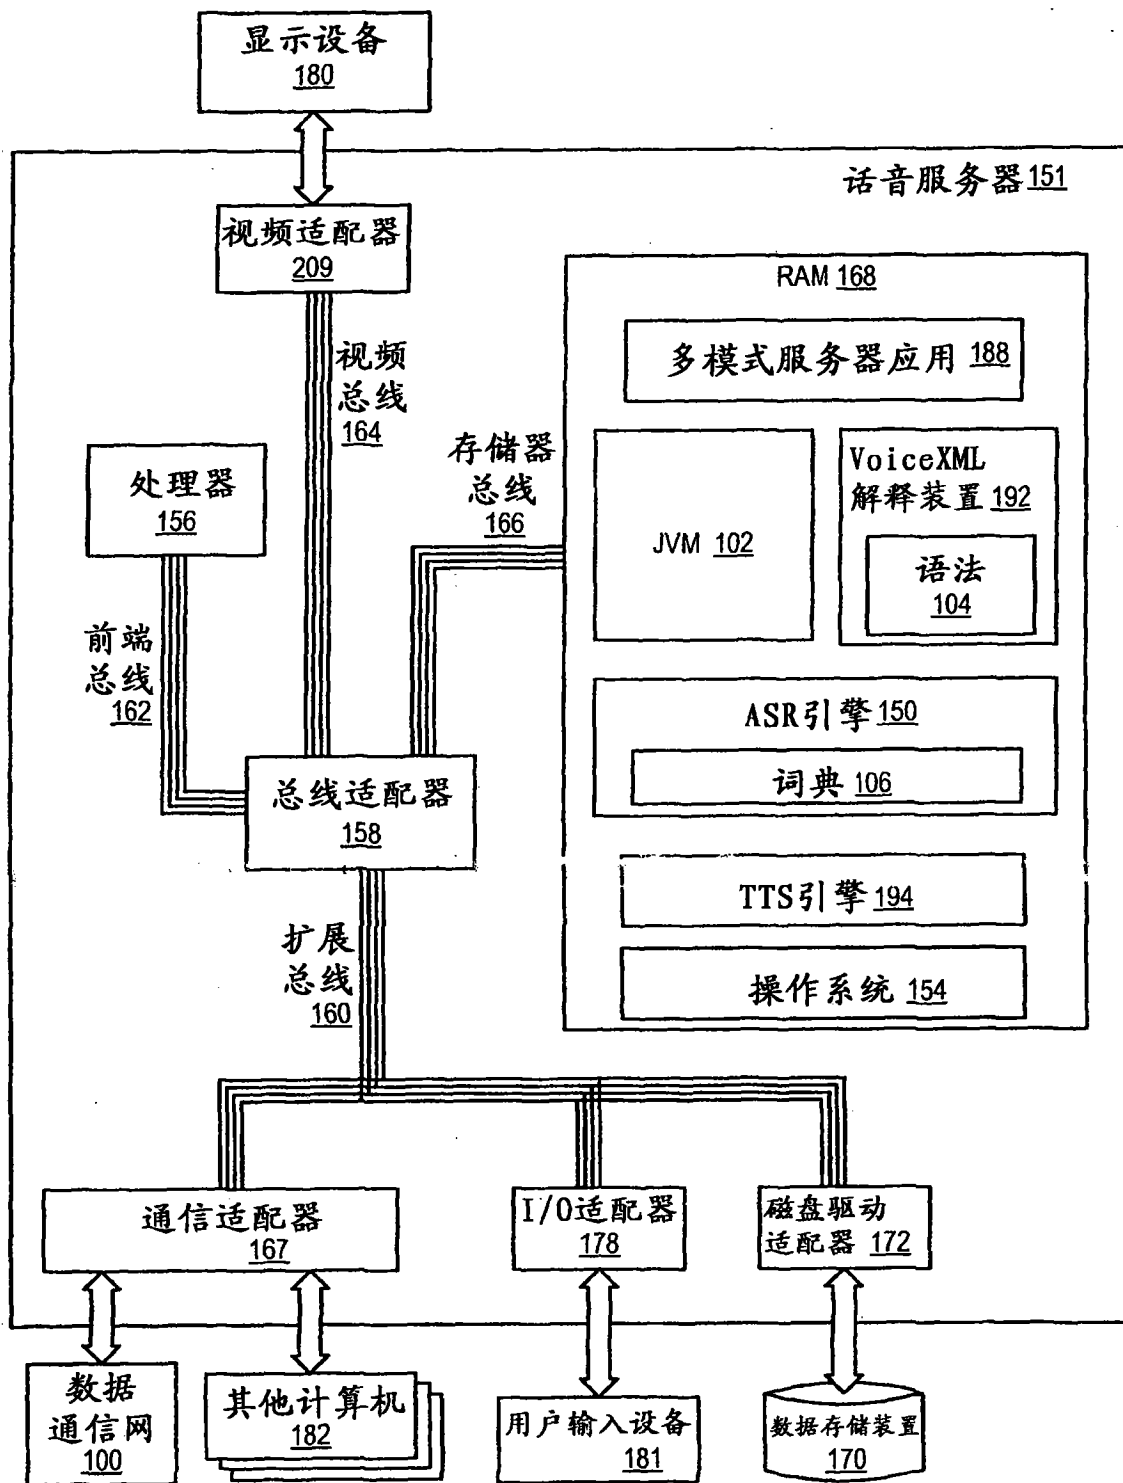 显示设备
180
话音服务器 151
视频适配器
209
RAM 168
多模式服务器应用 188
视频
总线
164
存储器
总线
166
处理器
156
JVM 102
VoiceXML
解释装置 192
语法
104
前端
总线
162
ASR引擎 150
词典 106
总线适配器
158
TTS引擎 194
扩展
总线
160
操作系统 154
通信适配器
167
I/O适配器
178
磁盘驱动
适配器 172
数据
通信网
100
其他计算机
182
用户输入设备
181
数据存储装置
170